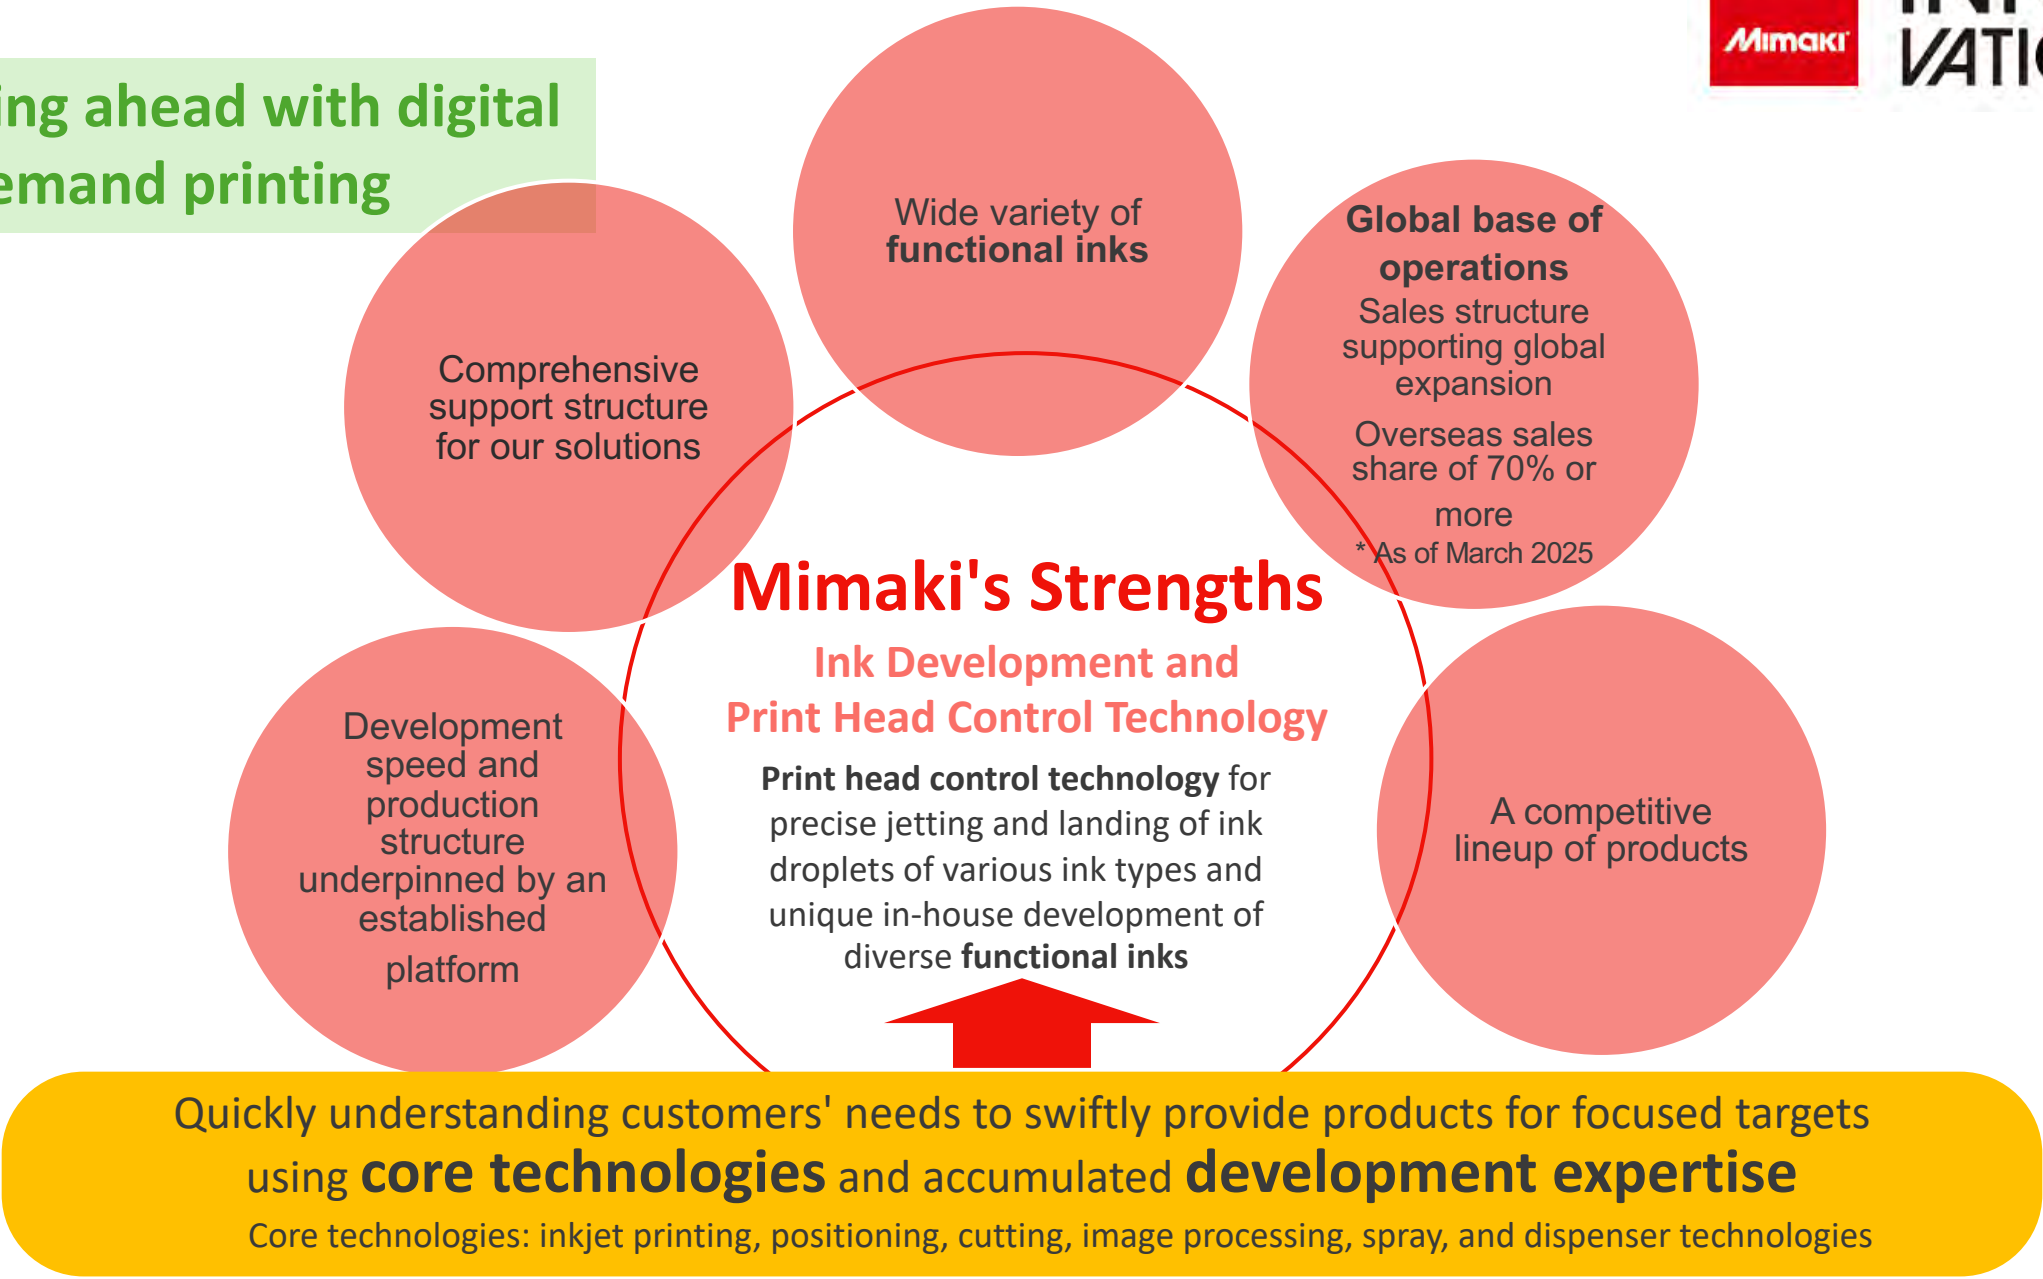 ing ahead with digital
emand printing
Mimaki
VATI
Wide variety of
functional inks
Global base of
operations
Sales structure
supporting global
expansion
Overseas sales
share of 70% or
more
* As of March 2025
Comprehensive
support structure
for our solutions
Mimaki's Strengths
Ink Development and
Print Head Control Technology
Print head control technology for
precise jetting and landing of ink
droplets of various ink types and
unique in-house development of
diverse functional inks
Development
speed and
production
structure
underpinned by an
established
platform
A competitive
lineup of products
Quickly understanding customers' needs to swiftly provide products for focused targets
using core technologies and accumulated development expertise
Core technologies: inkjet printing, positioning, cutting, image processing, spray, and dispenser technologies